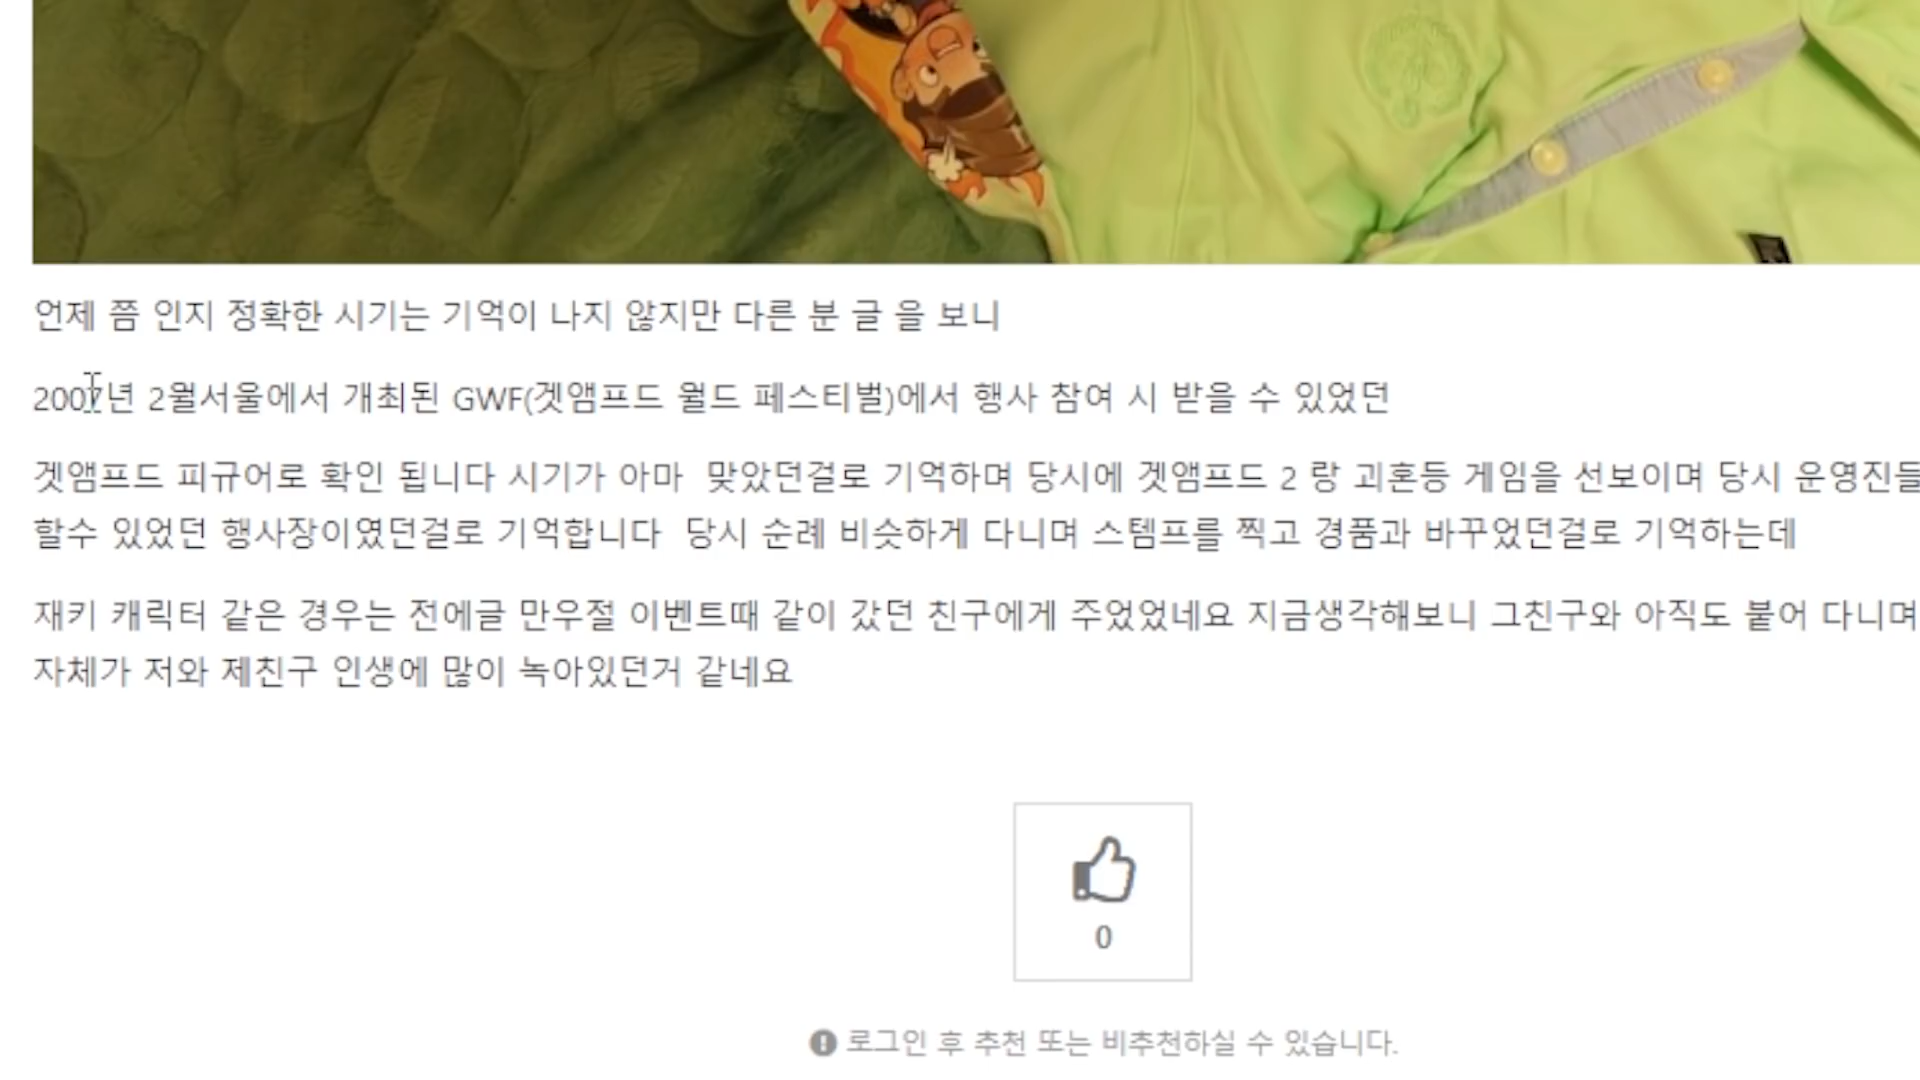 언제 쯤 인지 정확한 시기는 기억이 나지 않지만 다른 분 글 을 보니
2007년 2월서울에서 개최된 GWF(겟앰프드 월드 페스티벌)에서 행사 참여 시 받을 수 있었던
겟앰프드 피규어로 확인 됩니다 시기가 아마  맞았던걸로 기억하며 당시에 겟앰프드 2 랑 괴혼등 게임을 선보이며 당시 운영진들
할수 있었던 행사장이였던걸로 기억합니다  당시 순례 비슷하게 다니며 스템프를 찍고 경품과 바꾸었던걸로 기억하는데
재키 캐릭터 같은 경우는 전에글 만우절 이벤트때 같이 갔던 친구에게 주었었네요 지금생각해보니 그친구와 아직도 붙어 다니며
자체가 저와 제친구 인생에 많이 녹아있던거 같네요
0
로그인 후 추천 또는 비추천하실 수 있습니다.